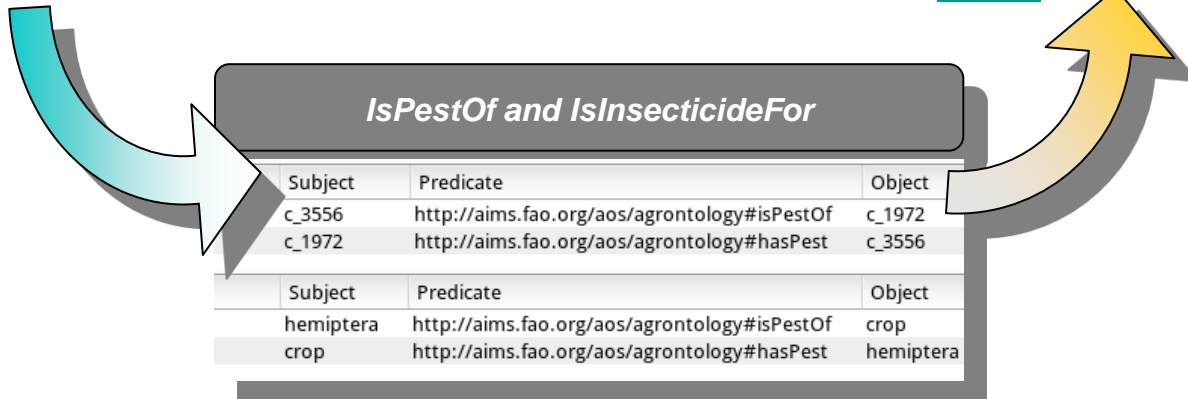 IsPestOf and IsInsecticideFor
Subject Predicate Object
c_3556 http://aims.fao.org/aos/agrontology#isPestOf c_1972
c_1972 http://aims.fao.org/aos/agrontology#hasPest c_3556
Subject Predicate Object
hemiptera http://aims.fao.org/aos/agrontology#isPestOf crop
crop http://aims.fao.org/aos/agrontology#hasPest hemiptera